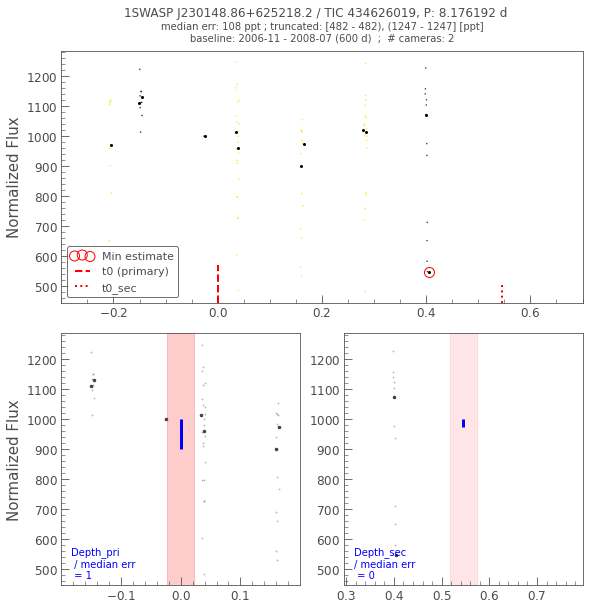 1SWASP J230148.86+625218.2 / TIC 434626019, P: 8.176192 d
median err: 108 ppt ; truncated: [482 - 482), (1247 - 1247] [ppt]
baseline: 2006-11 - 2008-07 (600 d)  ;  # cameras: 2
Normalized Flux
1200
1100
1000
900
800
700
600
500
Min estimate
t0 (primary)
t0_sec
−0.2 0.0 0.2 0.4 0.6
Normalized Flux
1200
1100
1000
900
800
700
600
500
Depth_pri
/ median err
= 1
−0.1 0.0 0.1
1200
1100
1000
900
800
700
600
500
Depth_sec
/ median err
= 0
0.3 0.4 0.5 0.6 0.7